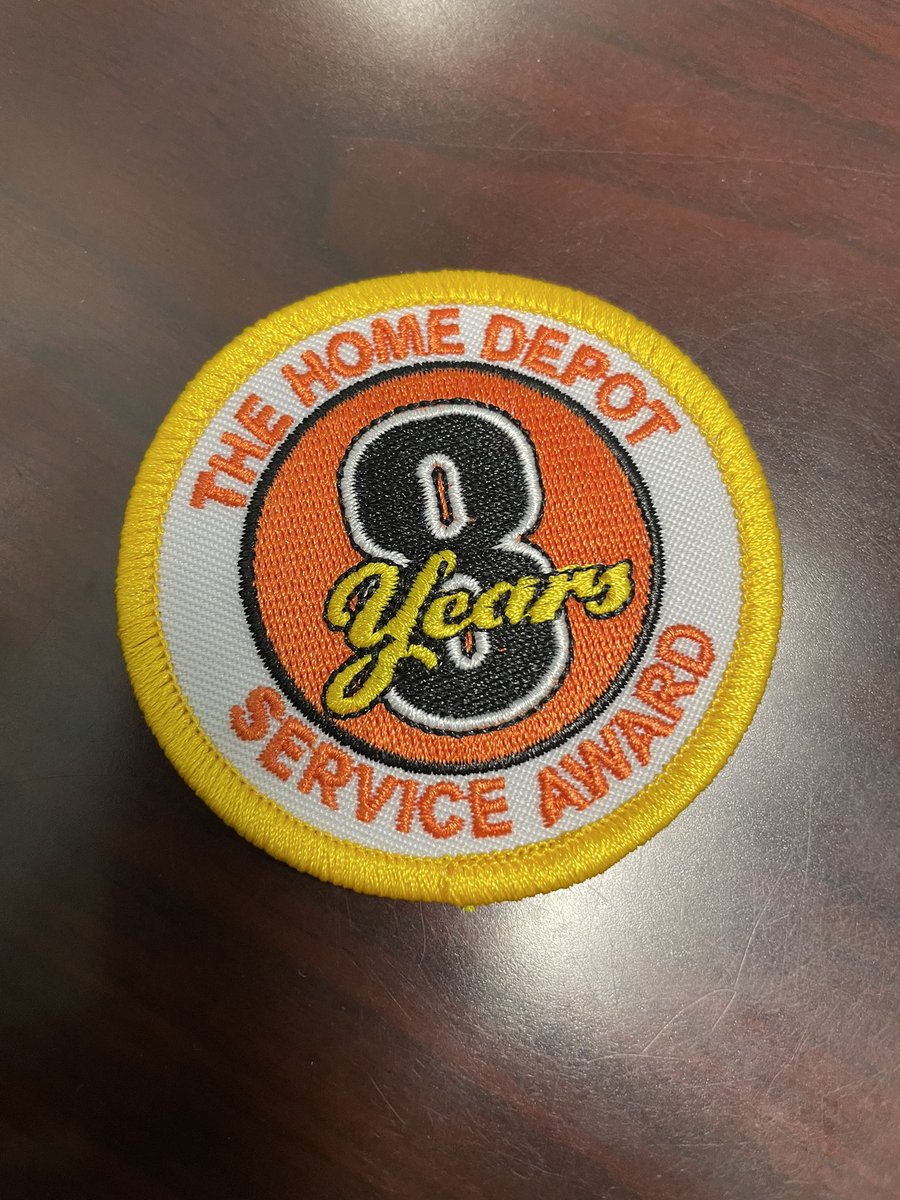 THE HOME DEPOT
8
Years
SERVICE AWARD